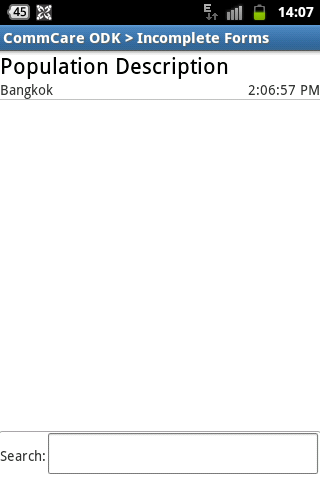 45 E 14:07
CommCare ODK > Incomplete Forms
Population Description
Bangkok 2:06:57 PM
Search: